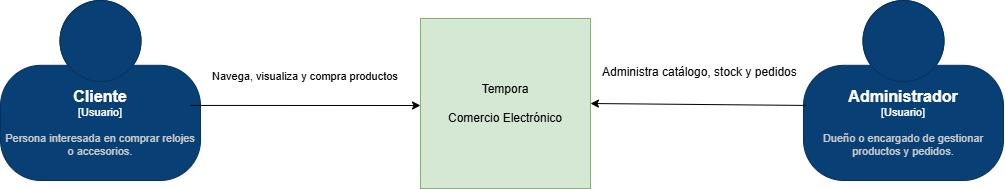 Cliente
[Usuario]
Persona interesada en comprar relojes
o accesorios.
Navega, visualiza y compra productos
Tempora
Comercio Electrónico
Administra catálogo, stock y pedidos
Administrador
[Usuario]
Dueño o encargado de gestionar
productos y pedidos.